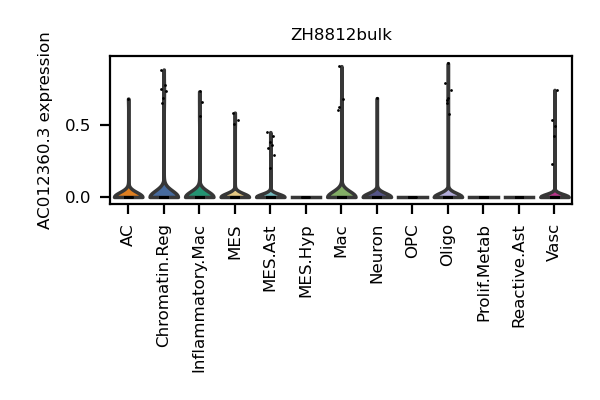 ZH8812bulk
AC012360.3 expression
0.5
0.0
AC
Chromatin.Reg
Inflammatory.Mac
MES
MES.Ast
MES.Hyp
Mac
Neuron
OPC
Oligo
Prolif.Metab
Reactive.Ast
Vasc